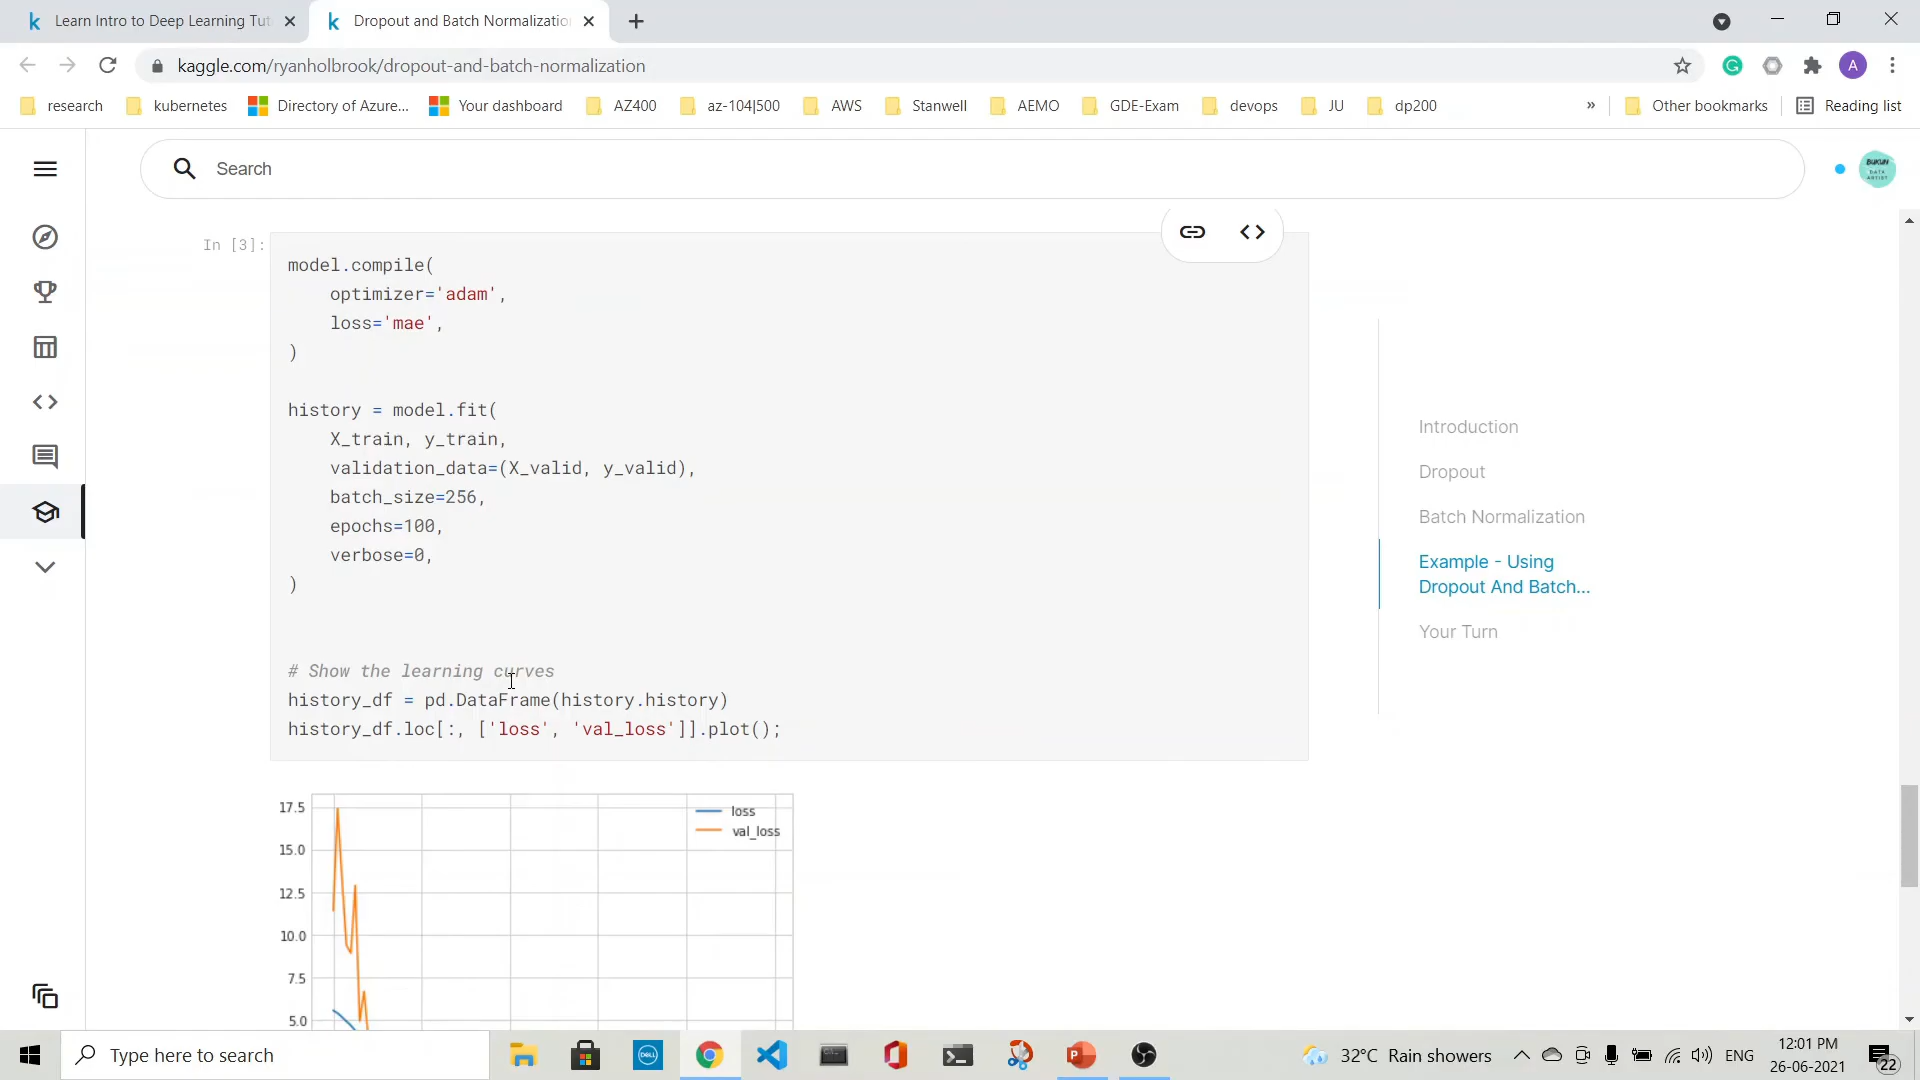 Learn Intro to Deep Learning Tut
Dropout and Batch Normalizatio
kaggle.com/ryanholbrook/dropout-and-batch-normalization
A
research
kubernetes
Directory of Azure...
Your dashboard
AZ400
az-104|500
AWS
Stanwell
AEMO
GDE-Exam
devops
JU
dp200
»
Other bookmarks
Reading list
Search
BUKUN
DATA
ARTIST
In [3]:
model.compile(
    optimizer='adam',
    loss='mae',
)
history = model.fit(
    X_train, y_train,
    validation_data=(X_valid, y_valid),
    batch_size=256,
    epochs=100,
    verbose=0,
)
# Show the learning curves
history_df = pd.DataFrame(history.history)
history_df.loc[:, ['loss', 'val_loss']].plot();
Introduction
Dropout
Batch Normalization
Example - Using
Dropout And Batch...
Your Turn
17.5
15.0
12.5
10.0
7.5
5.0
loss
val_loss
Type here to search
DELL
32°C Rain showers
ENG
12:01 PM
26-06-2021
22